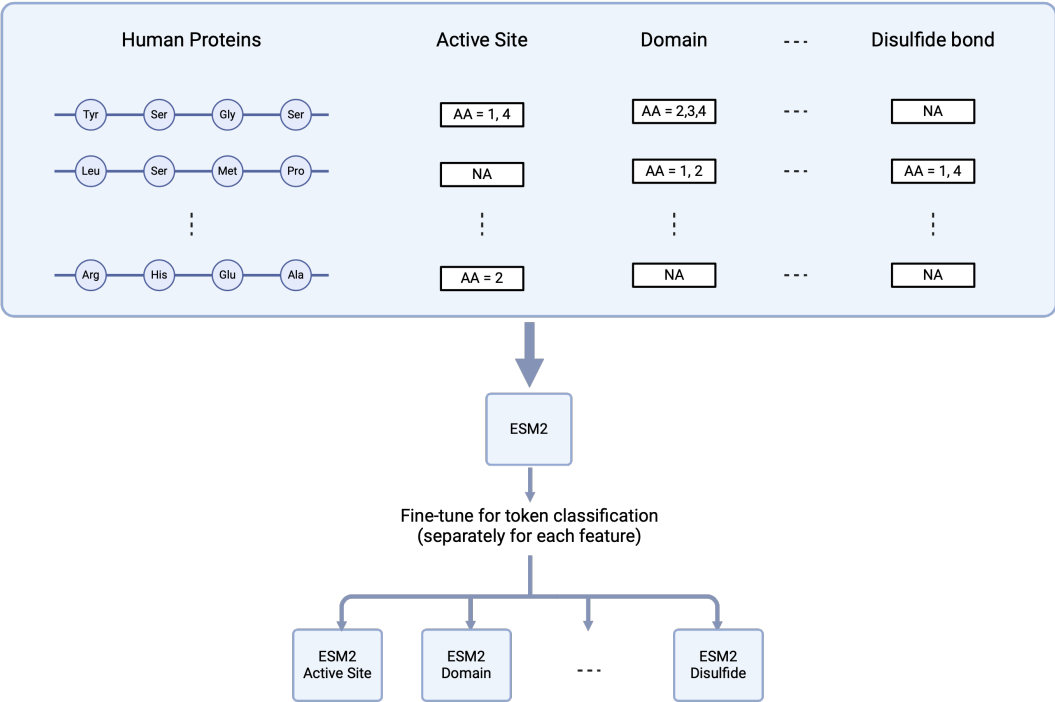 Human Proteins Active Site Domain --- Disulfide bond
Tyr Ser Gly Ser AA = 1, 4 AA = 2,3,4 --- NA
Leu Ser Met Pro NA AA = 1, 2 --- AA = 1, 4
Arg His Glu Ala AA = 2 NA --- NA
ESM2
Fine-tune for token classification
(separately for each feature)
ESM2 ESM2 ESM2
Active Site Domain --- Disulfide